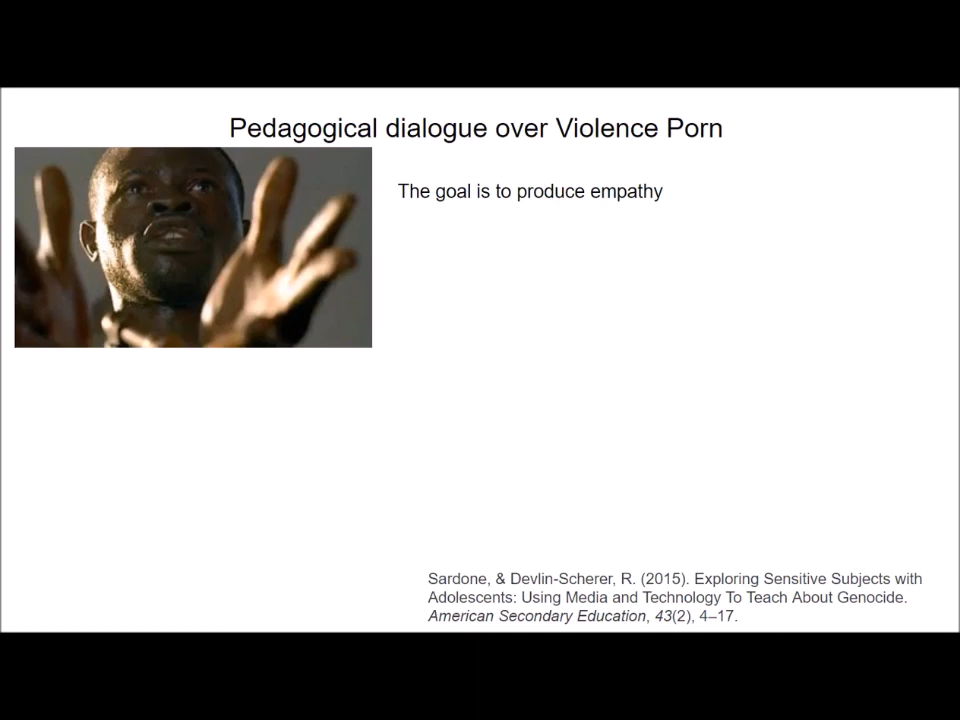 Pedagogical dialogue over Violence Porn
The goal is to produce empathy
Sardone, & Devlin-Scherer, R. (2015). Exploring Sensitive Subjects with
Adolescents: Using Media and Technology To Teach About Genocide.
American Secondary Education, 43(2), 4–17.